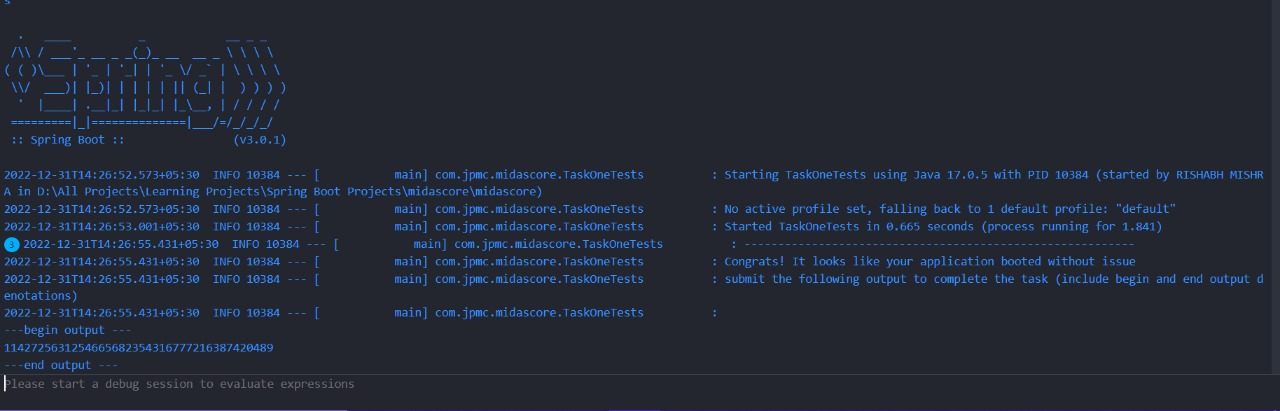 s
  .   ____          _            __ _ _
 /\\ / ___'_ __ _ _(_)_ __  __ _ \ \ \ \
( ( )\___ | '_ | '_| | '_ \/ _` | \ \ \ \
 \\/  ___)| |_)| | | | | || (_| |  ) ) ) )
  '  |____| .__|_| |_|_| |_\__, | / / / /
 =========|_|==============|___/=/_/_/_/
 :: Spring Boot ::                (v3.0.1)
2022-12-31T14:26:52.573+05:30  INFO 10384 --- [           main] com.jpmc.midascore.TaskOneTests          : Starting TaskOneTests using Java 17.0.5 with PID 10384 (started by RISHABH MISHR
A in D:\All Projects\Learning Projects\Spring Boot Projects\midascore\midascore)
2022-12-31T14:26:52.573+05:30  INFO 10384 --- [           main] com.jpmc.midascore.TaskOneTests          : No active profile set, falling back to 1 default profile: "default"
2022-12-31T14:26:53.001+05:30  INFO 10384 --- [           main] com.jpmc.midascore.TaskOneTests          : Started TaskOneTests in 0.665 seconds (process running for 1.841)
3 2022-12-31T14:26:55.431+05:30  INFO 10384 --- [           main] com.jpmc.midascore.TaskOneTests          : ----------------------------------------------------------
2022-12-31T14:26:55.431+05:30  INFO 10384 --- [           main] com.jpmc.midascore.TaskOneTests          : Congrats! It looks like your application booted without issue
2022-12-31T14:26:55.431+05:30  INFO 10384 --- [           main] com.jpmc.midascore.TaskOneTests          : submit the following output to complete the task (include begin and end output d
enotations)
2022-12-31T14:26:55.431+05:30  INFO 10384 --- [           main] com.jpmc.midascore.TaskOneTests          :
---begin output ---
1142725631254665682354316777216387420489
---end output ---
Please start a debug session to evaluate expressions